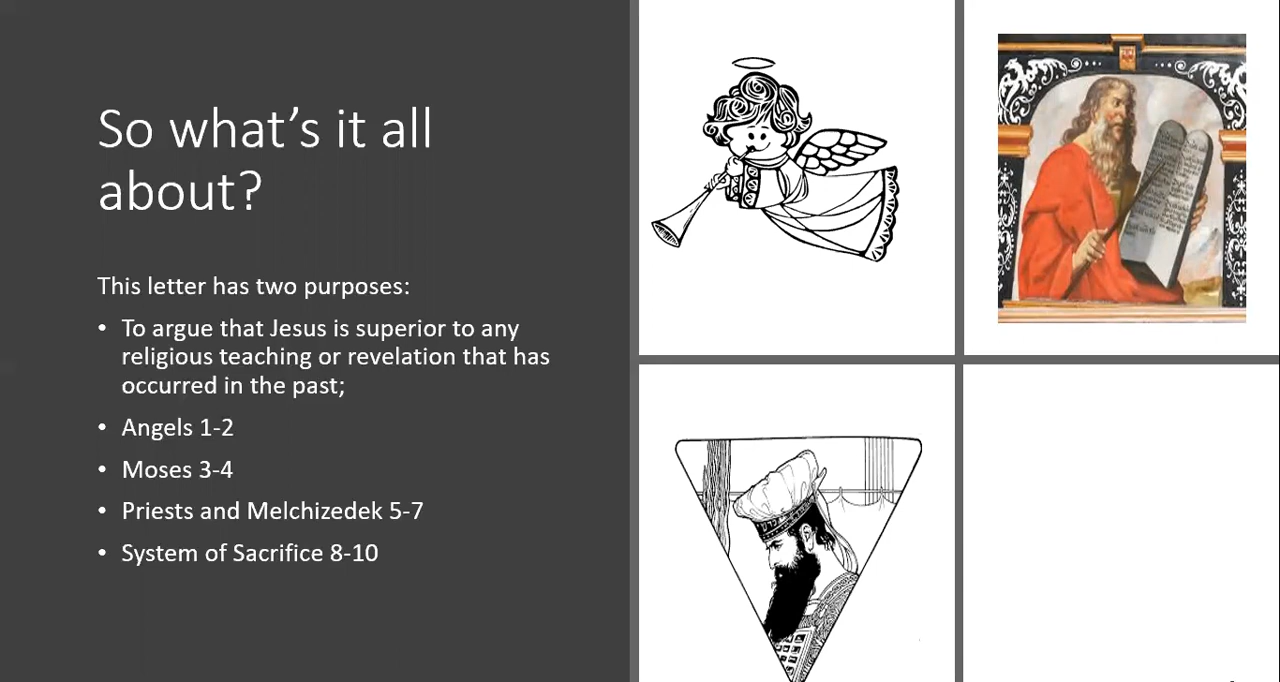 So what's it all
about?
This letter has two purposes:
• To argue that Jesus is superior to any
religious teaching or revelation that has
occurred in the past;
• Angels 1-2
• Moses 3-4
• Priests and Melchizedek 5-7
• System of Sacrifice 8-10